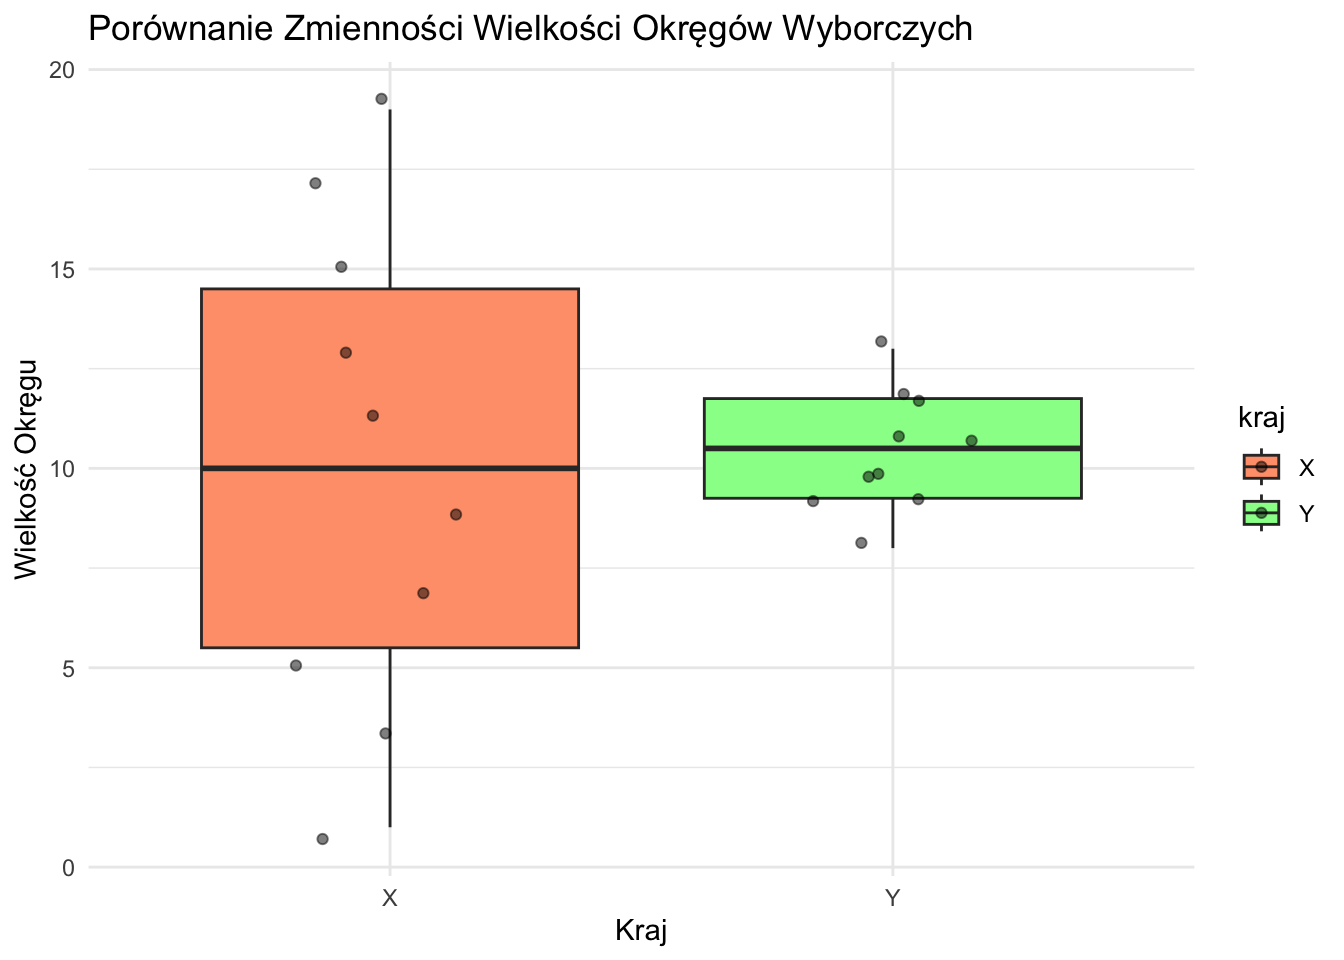 Porównanie Zmienności Wielkości Okręgów Wyborczych
20
15
10
5
0
Wielkość Okręgu
X
Y
Kraj
kraj
X
Y